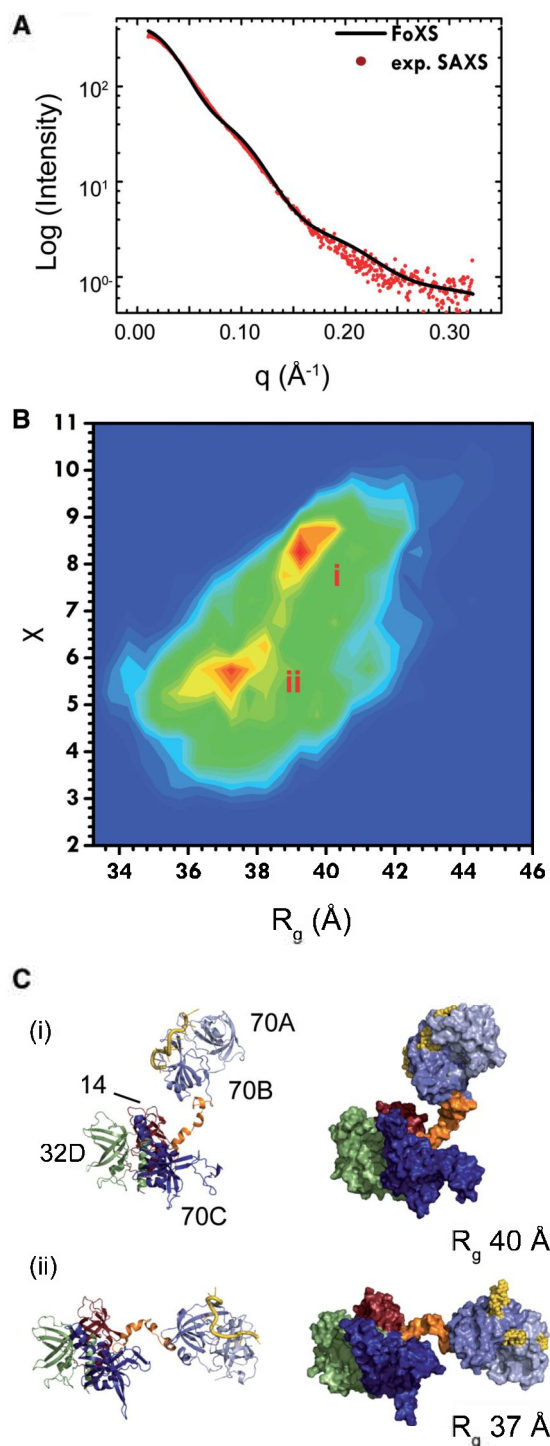 A
FoXS
exp. SAXS
10²
10¹
10⁰
Log (Intensity)
0.00 0.10 0.20 0.30
q (Å⁻¹)
B
11
10
9
8
7
6
5
4
3
2
X
i
ii
34 36 38 40 42 44 46
Rg (Å)
C
(i)
70A
14
70B
32D
70C
Rg 40 Å
(ii)
Rg 37 Å